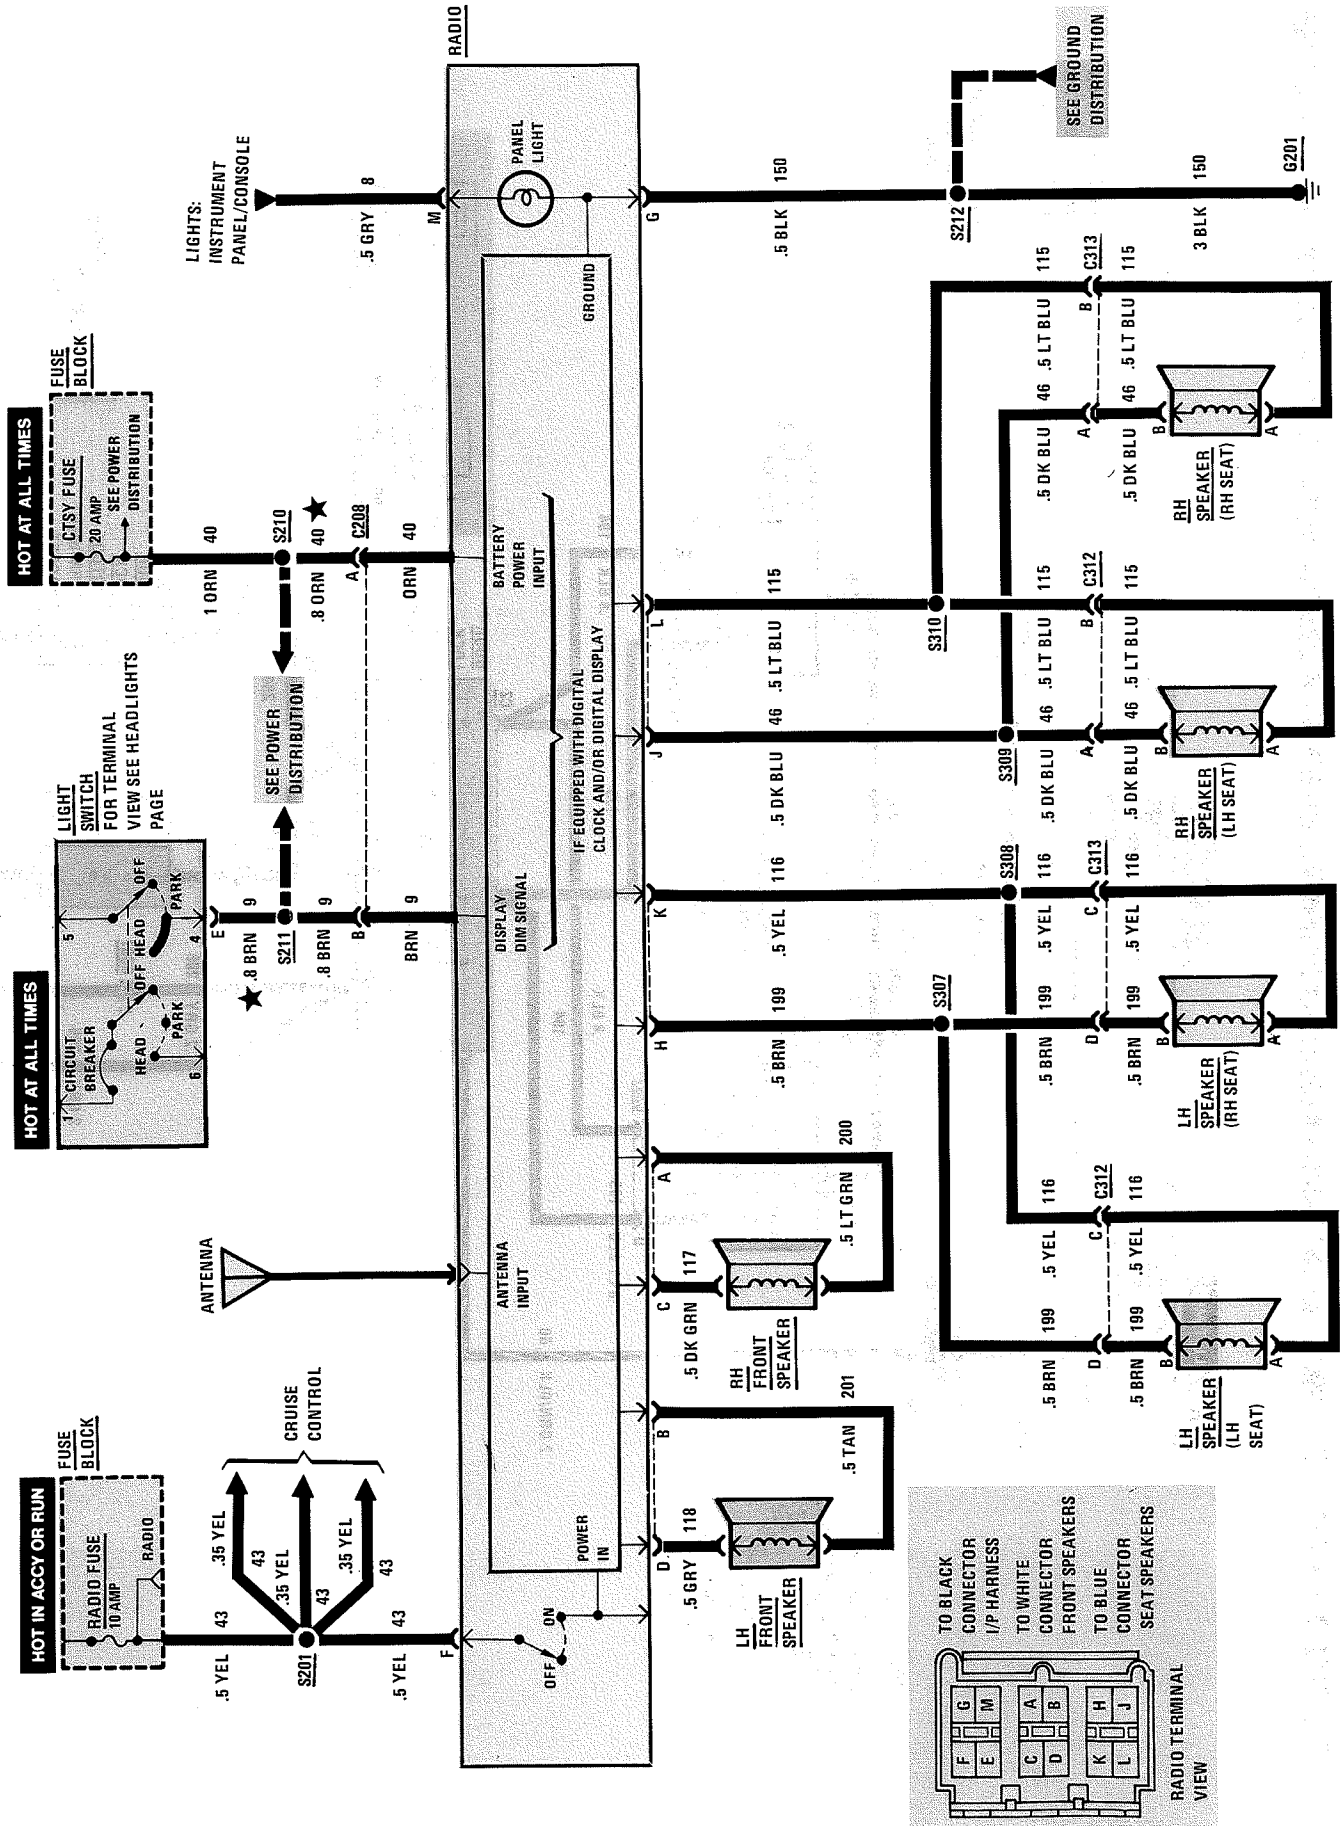 HOT IN ACCY OR RUN
FUSE
BLOCK
RADIO FUSE
10 AMP
RADIO
.5 YEL
43
S201
.35 YEL
43
.35 YEL
43
.35 YEL
43
CRUISE
CONTROL
.5 YEL
43
F
ANTENNA
HOT AT ALL TIMES
LIGHT
SWITCH
FOR TERMINAL
VIEW SEE HEADLIGHTS
PAGE
1
CIRCUIT
BREAKER
HEAD
OFF
PARK
6
5
HEAD
OFF
PARK
4
E
.8 BRN
9
S211
.8 BRN
9
B
BRN
9
SEE POWER
DISTRIBUTION
HOT AT ALL TIMES
FUSE
BLOCK
CTSY FUSE
20 AMP
SEE POWER
DISTRIBUTION
1 ORN
40
S210
.8 ORN
40
A
C208
ORN
40
LIGHTS:
INSTRUMENT
PANEL/CONSOLE
.5 GRY
8
M
RADIO
OFF
ON
POWER
IN
ANTENNA
INPUT
DISPLAY
DIM SIGNAL
BATTERY
POWER
INPUT
IF EQUIPPED WITH DIGITAL
CLOCK AND/OR DIGITAL DISPLAY
GROUND
PANEL
LIGHT
D
.5 GRY
118
B
.5 TAN
201
LH
FRONT
SPEAKER
C
.5 DK GRN
117
A
.5 LT GRN
200
RH
FRONT
SPEAKER
H
.5 BRN
199
K
.5 YEL
116
J
.5 DK BLU
46
L
.5 LT BLU
115
G
.5 BLK
150
S212
SEE GROUND
DISTRIBUTION
3 BLK
150
G201
S307
S308
S309
S310
.5 BRN
199
.5 YEL
116
D
C
C312
.5 BRN
199
.5 YEL
116
B
A
LH
SPEAKER
(LH
SEAT)
.5 BRN
199
.5 YEL
116
D
C
C313
.5 BRN
199
.5 YEL
116
B
A
LH
SPEAKER
(RH SEAT)
.5 DK BLU
46
.5 LT BLU
115
A
B
C312
.5 DK BLU
46
.5 LT BLU
115
B
A
RH
SPEAKER
(LH SEAT)
.5 DK BLU
46
.5 LT BLU
115
A
B
C313
.5 DK BLU
46
.5 LT BLU
115
B
A
RH
SPEAKER
(RH SEAT)
F G
E M
C A
D B
K H
L J
TO BLACK
CONNECTOR
I/P HARNESS
TO WHITE
CONNECTOR
FRONT SPEAKERS
TO BLUE
CONNECTOR
SEAT SPEAKERS
RADIO TERMINAL
VIEW